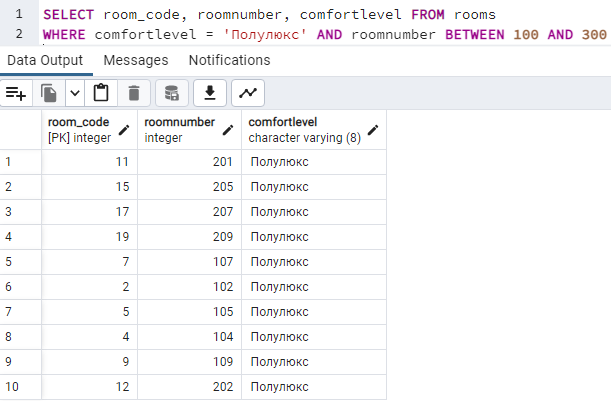 1 SELECT room_code, roomnumber, comfortlevel FROM rooms
2 WHERE comfortlevel = 'Полулюкс' AND roomnumber BETWEEN 100 AND 300
Data Output Messages Notifications
room_code roomnumber comfortlevel
[PK] integer integer character varying (8)
1 11 201 Полулюкс
2 15 205 Полулюкс
3 17 207 Полулюкс
4 19 209 Полулюкс
5 7 107 Полулюкс
6 2 102 Полулюкс
7 5 105 Полулюкс
8 4 104 Полулюкс
9 9 109 Полулюкс
10 12 202 Полулюкс